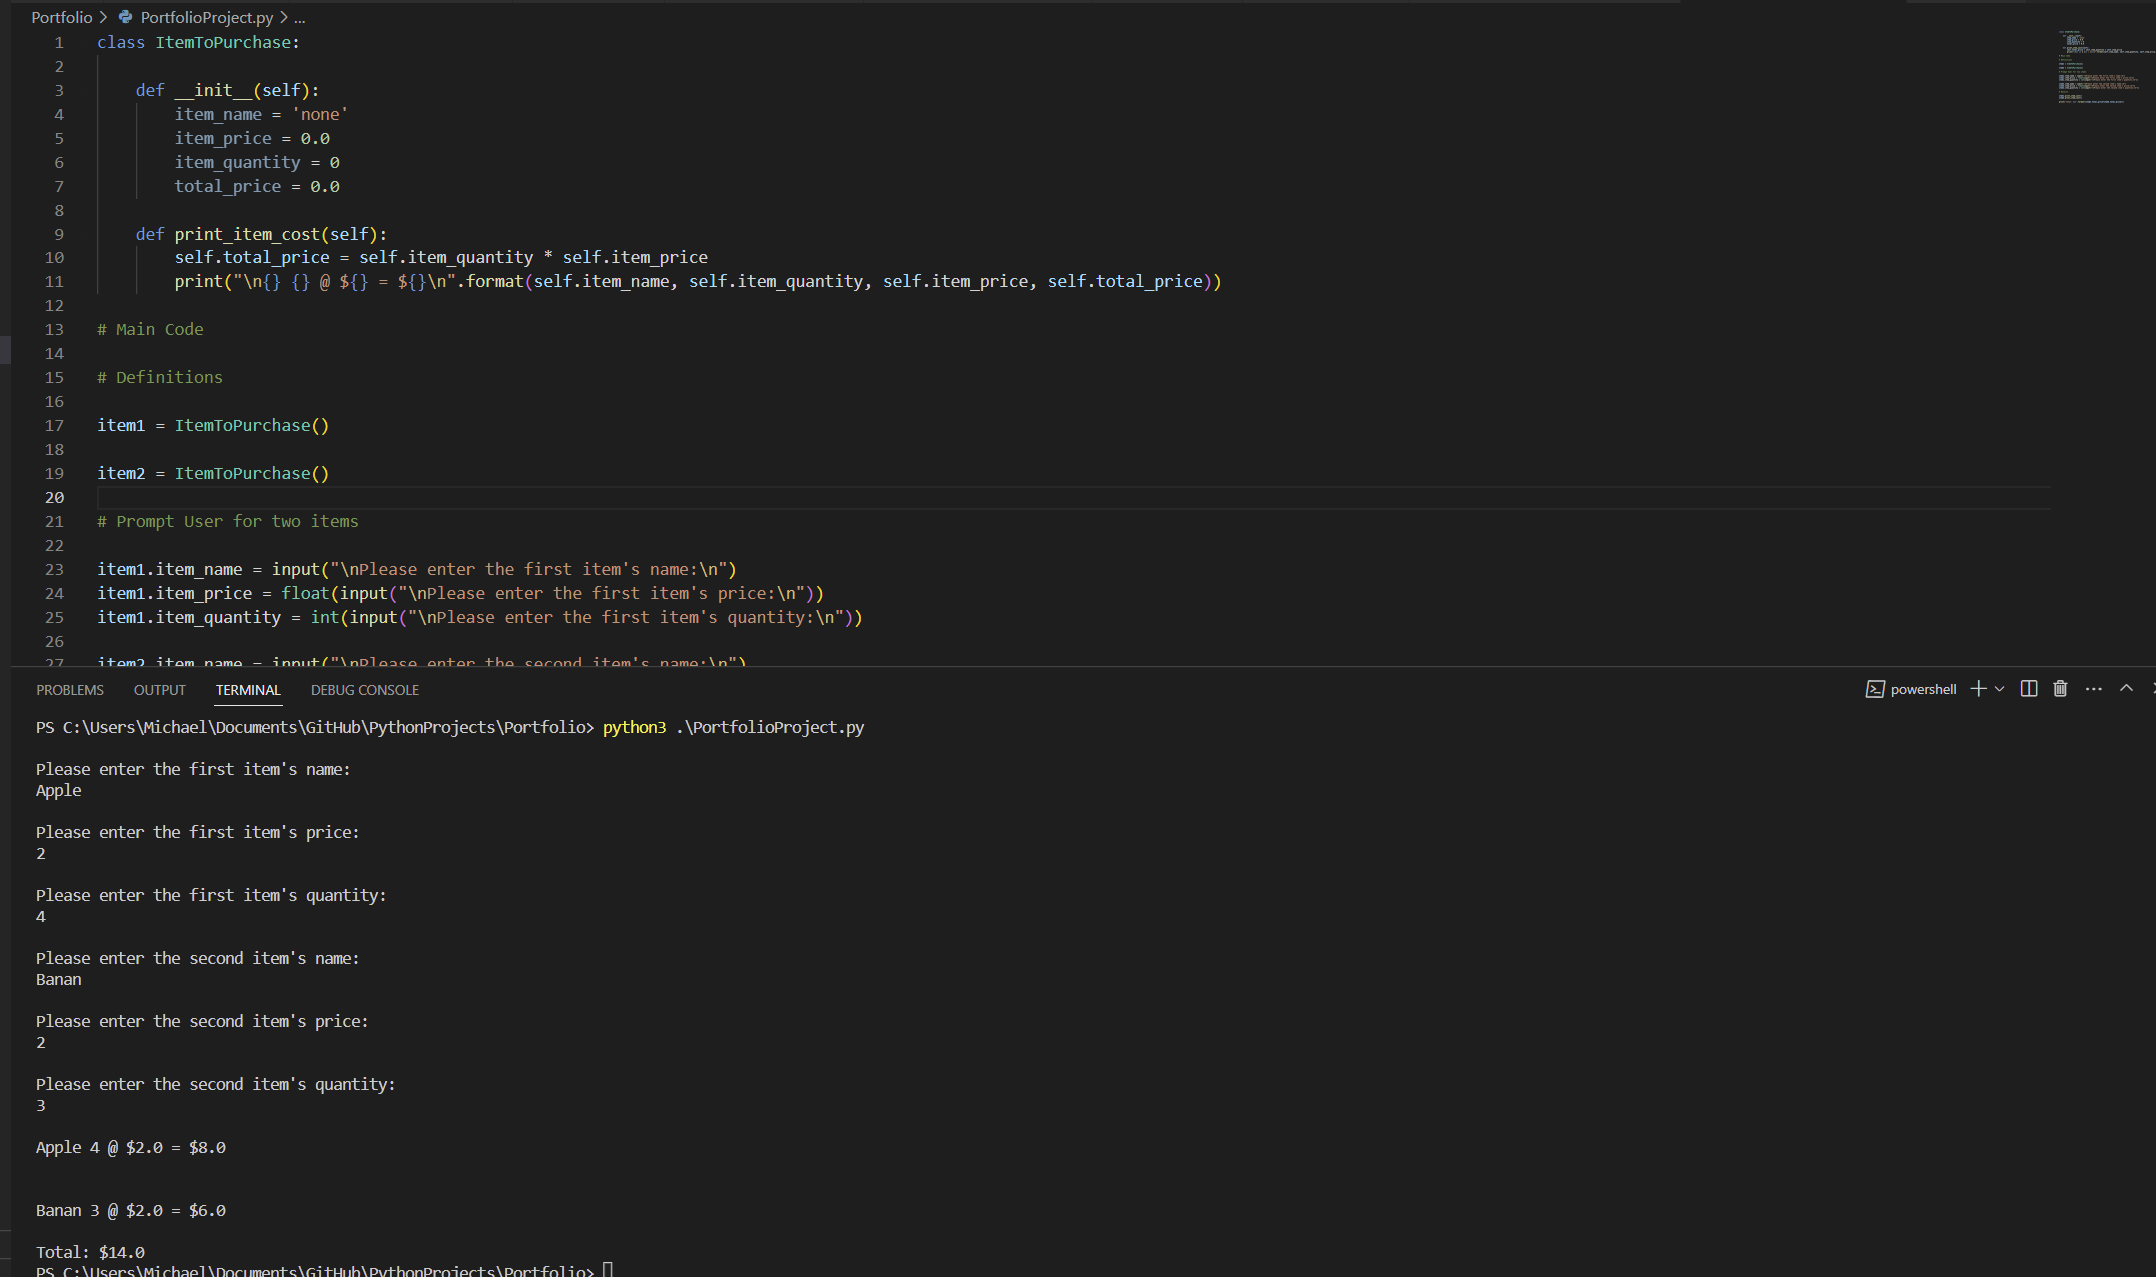 Portfolio > PortfolioProject.py > ...
1 class ItemToPurchase:
2
3 def __init__(self):
4 item_name = 'none'
5 item_price = 0.0
6 item_quantity = 0
7 total_price = 0.0
8
9 def print_item_cost(self):
10 self.total_price = self.item_quantity * self.item_price
11 print("\n{} {} @ ${} = ${}\n".format(self.item_name, self.item_quantity, self.item_price, self.total_price))
12
13 # Main Code
14
15 # Definitions
16
17 item1 = ItemToPurchase()
18
19 item2 = ItemToPurchase()
20
21 # Prompt User for two items
22
23 item1.item_name = input("\nPlease enter the first item's name:\n")
24 item1.item_price = float(input("\nPlease enter the first item's price:\n"))
25 item1.item_quantity = int(input("\nPlease enter the first item's quantity:\n"))
26
27 item2.item_name = input("\nPlease enter the second item's name:\n")
PROBLEMS OUTPUT TERMINAL DEBUG CONSOLE powershell
PS C:\Users\Michael\Documents\GitHub\PythonProjects\Portfolio> python3 .\PortfolioProject.py
Please enter the first item's name:
Apple
Please enter the first item's price:
2
Please enter the first item's quantity:
4
Please enter the second item's name:
Banan
Please enter the second item's price:
2
Please enter the second item's quantity:
3
Apple 4 @ $2.0 = $8.0
Banan 3 @ $2.0 = $6.0
Total: $14.0
PS C:\Users\Michael\Documents\GitHub\PythonProjects\Portfolio>